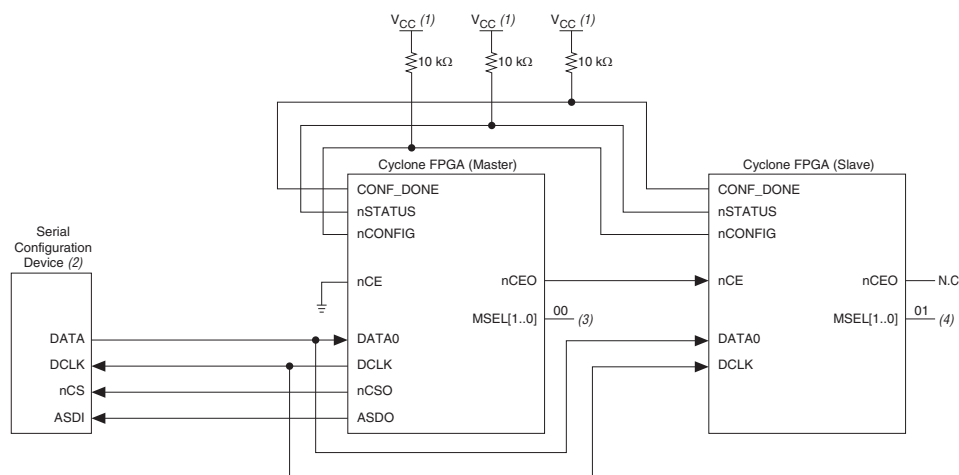 VCC (1)
VCC (1)
VCC (1)
10 kΩ
10 kΩ
10 kΩ
Cyclone FPGA (Master)
CONF_DONE
nSTATUS
nCONFIG
nCE
nCEO
MSEL[1..0]
00
(3)
DATA0
DCLK
nCSO
ASDO
Cyclone FPGA (Slave)
CONF_DONE
nSTATUS
nCONFIG
nCE
nCEO
N.C
MSEL[1..0]
01
(4)
DATA0
DCLK
Serial
Configuration
Device (2)
DATA
DCLK
nCS
ASDI